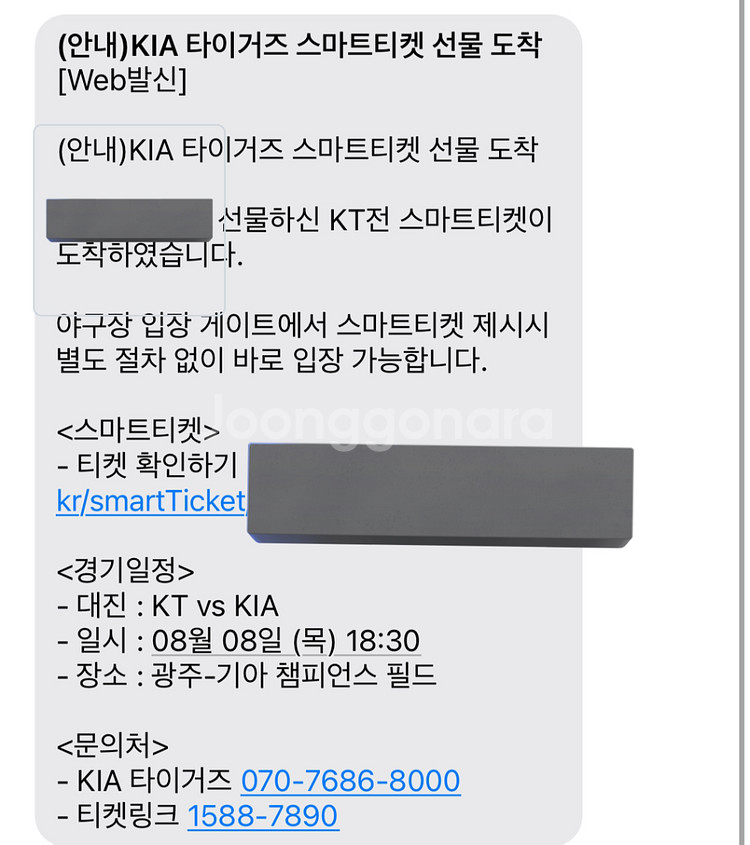 (안내)KIA 타이거즈 스마트티켓 선물 도착
[Web발신]
(안내)KIA 타이거즈 스마트티켓 선물 도착
선물하신 KT전 스마트티켓이
도착하였습니다.
야구장 입장 게이트에서 스마트티켓 제시시
별도 절차 없이 바로 입장 가능합니다.
joonggonara
<스마트티켓>
- 티켓 확인하기
kr/smartTicket
<경기일정>
- 대진 : KT vs KIA
- 일시 : 08월 08일 (목) 18:30
- 장소 : 광주-기아 챔피언스 필드
<문의처>
- KIA 타이거즈 070-7686-8000
- 티켓링크 1588-7890